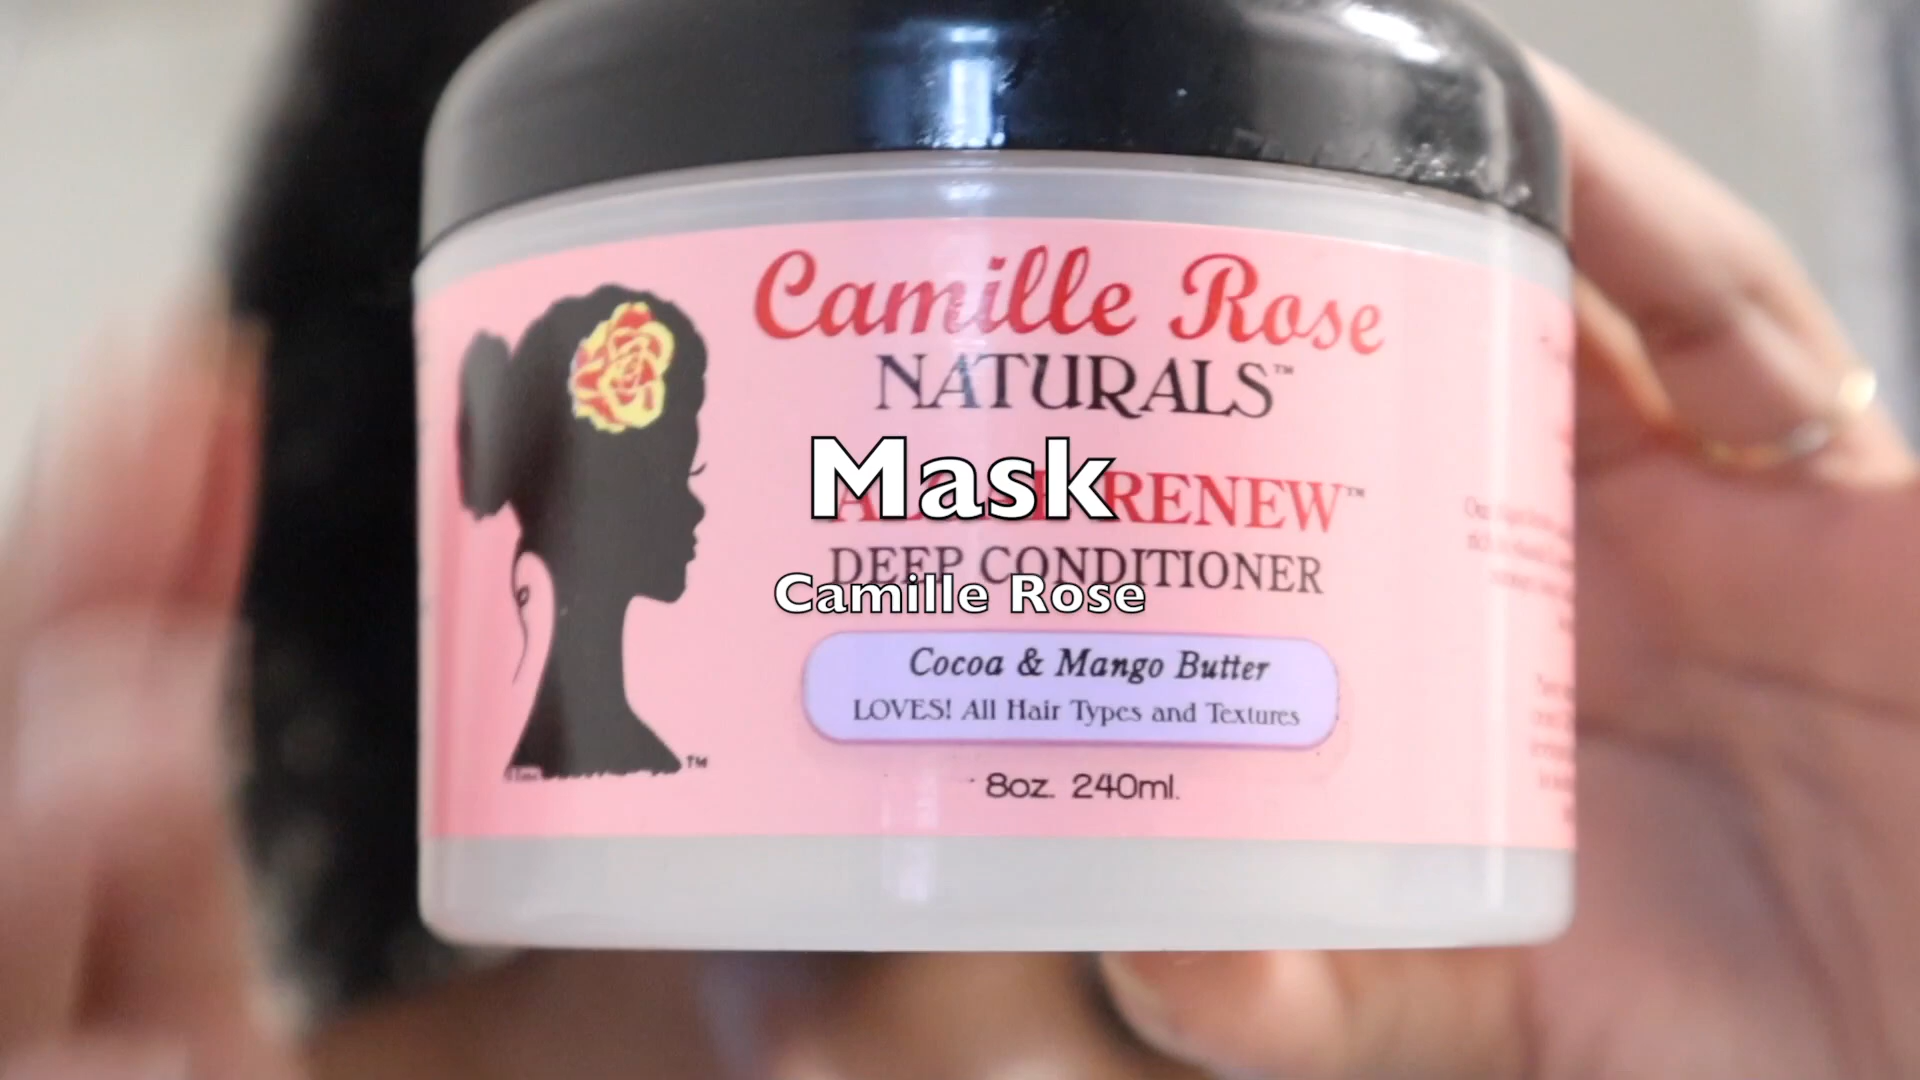 Camille Rose
NATURALS™
Mask
RENEW™
DEEP CONDITIONER
Camille Rose
Cocoa & Mango Butter
LOVES! All Hair Types and Textures
TM
8oz. 240ml.